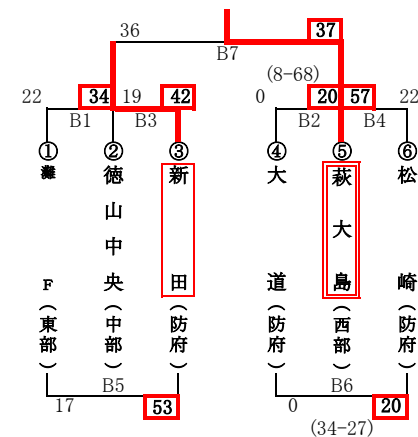 36 37
B7
(8-68)
22 34 19 42 0 20 57 22
B1 B3 B2 B4
① ② ③ ④ ⑤ ⑥
灘F(東部)
徳山中央(中部)
新田(防府)
大道(防府)
萩大島(西部)
松崎(防府)
B5 B6
17 53 0 20
(34-27)